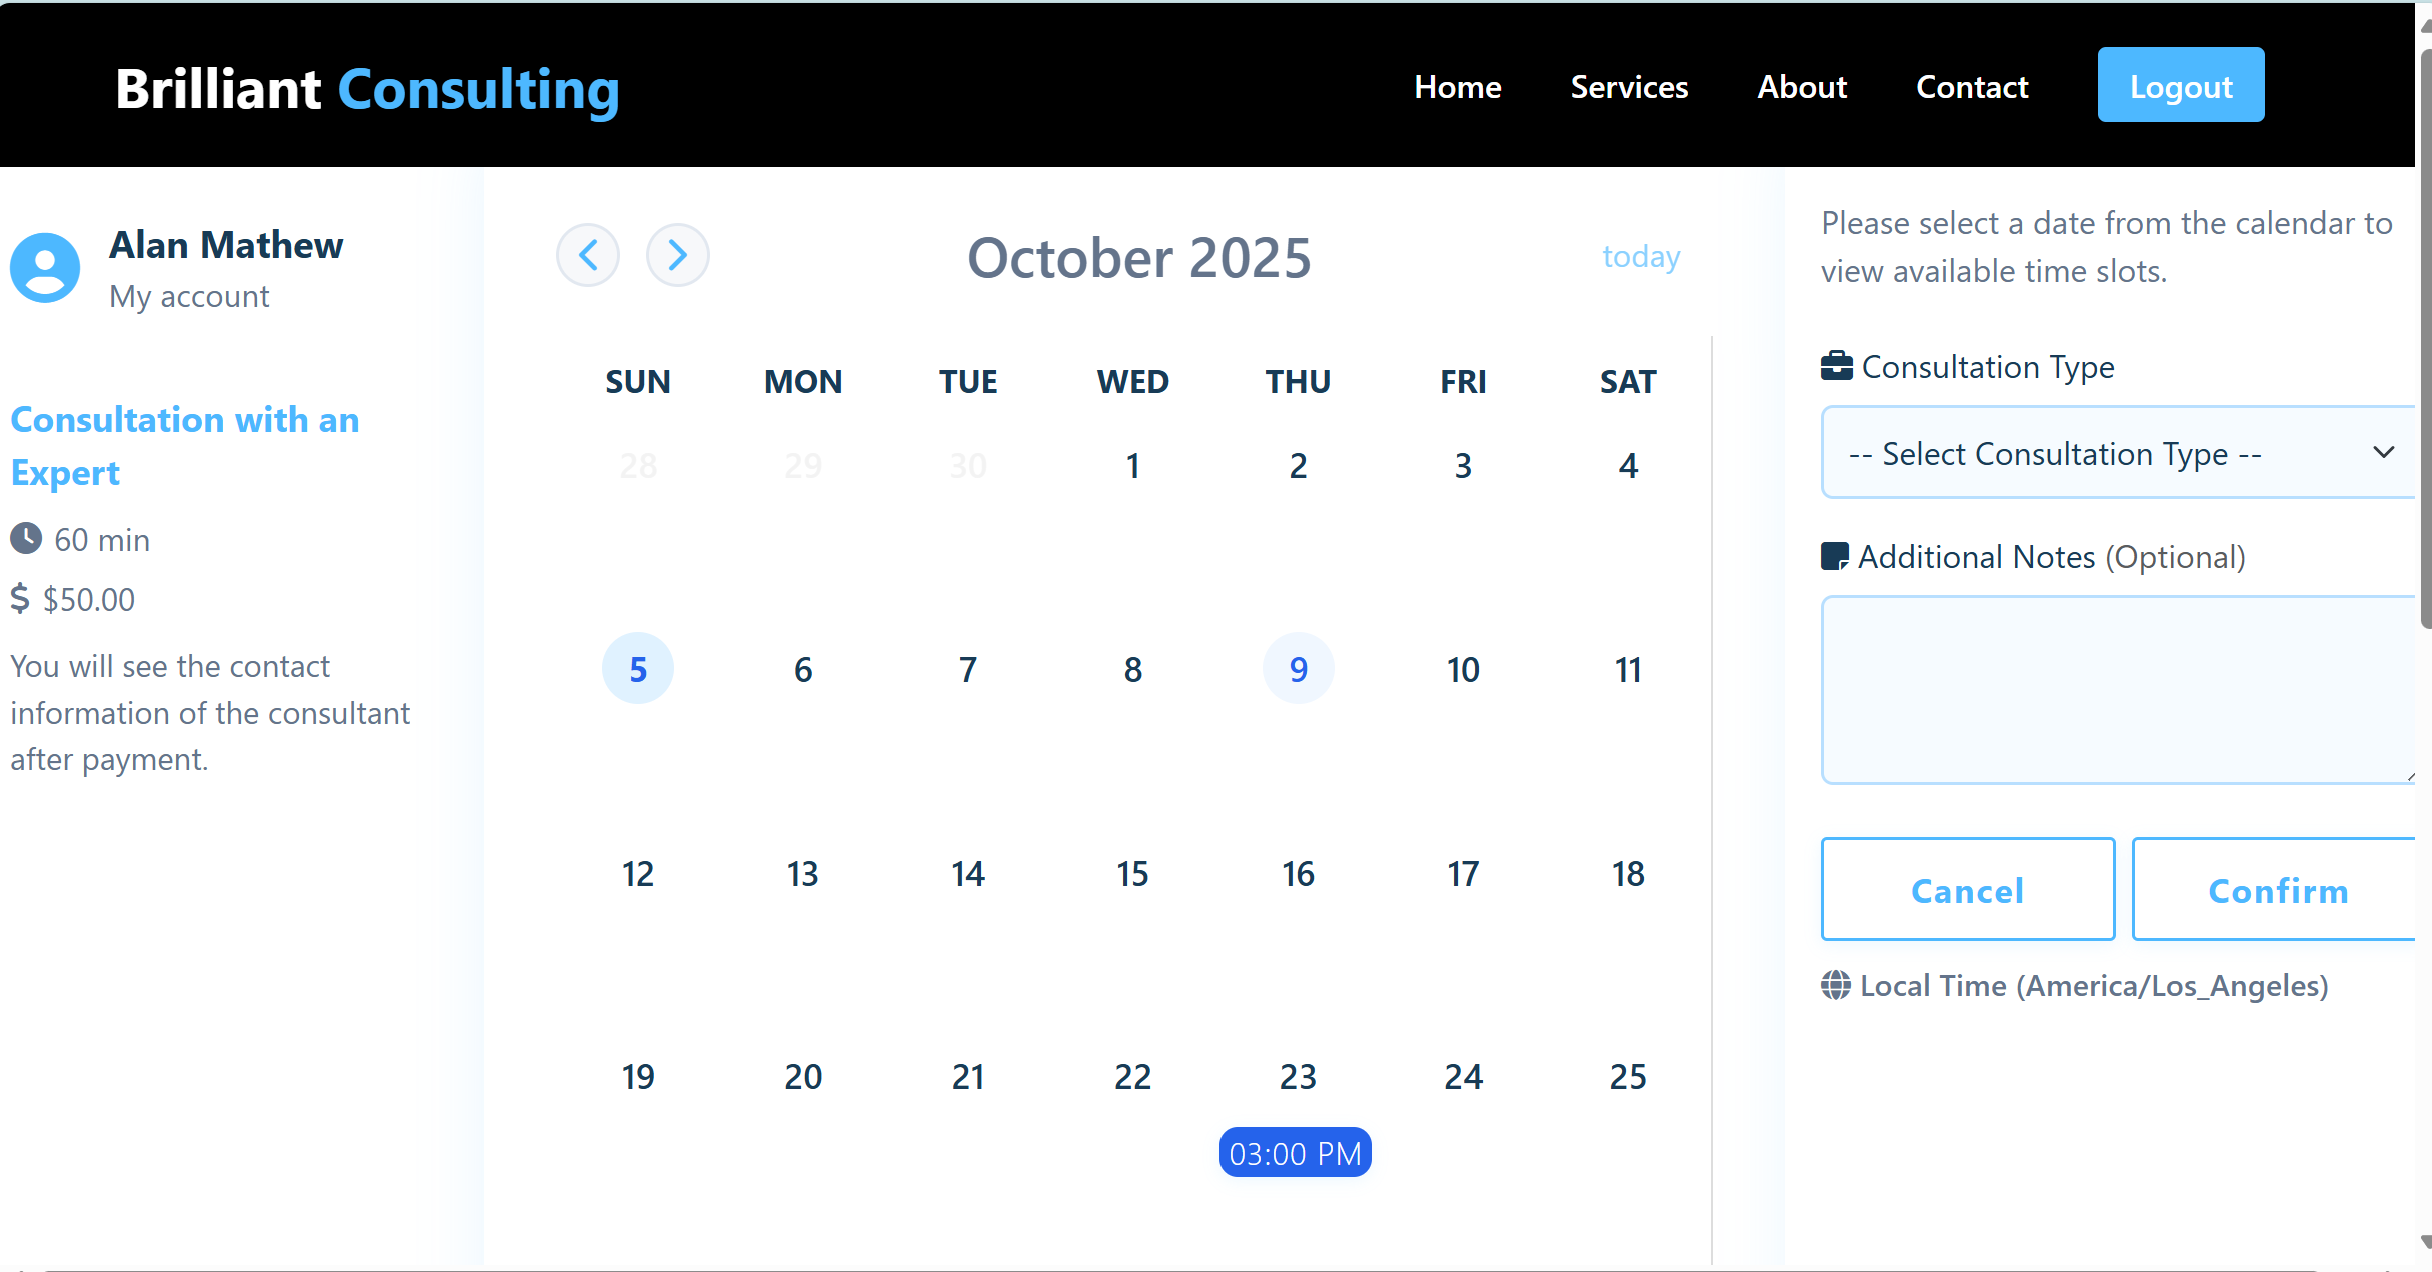 Brilliant Consulting
Home Services About Contact Logout
Alan Mathew
My account
Consultation with an
Expert
60 min
$ $50.00
You will see the contact
information of the consultant
after payment.
October 2025
today
SUN MON TUE WED THU FRI SAT
28 29 30 1 2 3 4
5 6 7 8 9 10 11
12 13 14 15 16 17 18
19 20 21 22 23 24 25
03:00 PM
Please select a date from the calendar to
view available time slots.
Consultation Type
-- Select Consultation Type --
Additional Notes (Optional)
Cancel Confirm
Local Time (America/Los_Angeles)